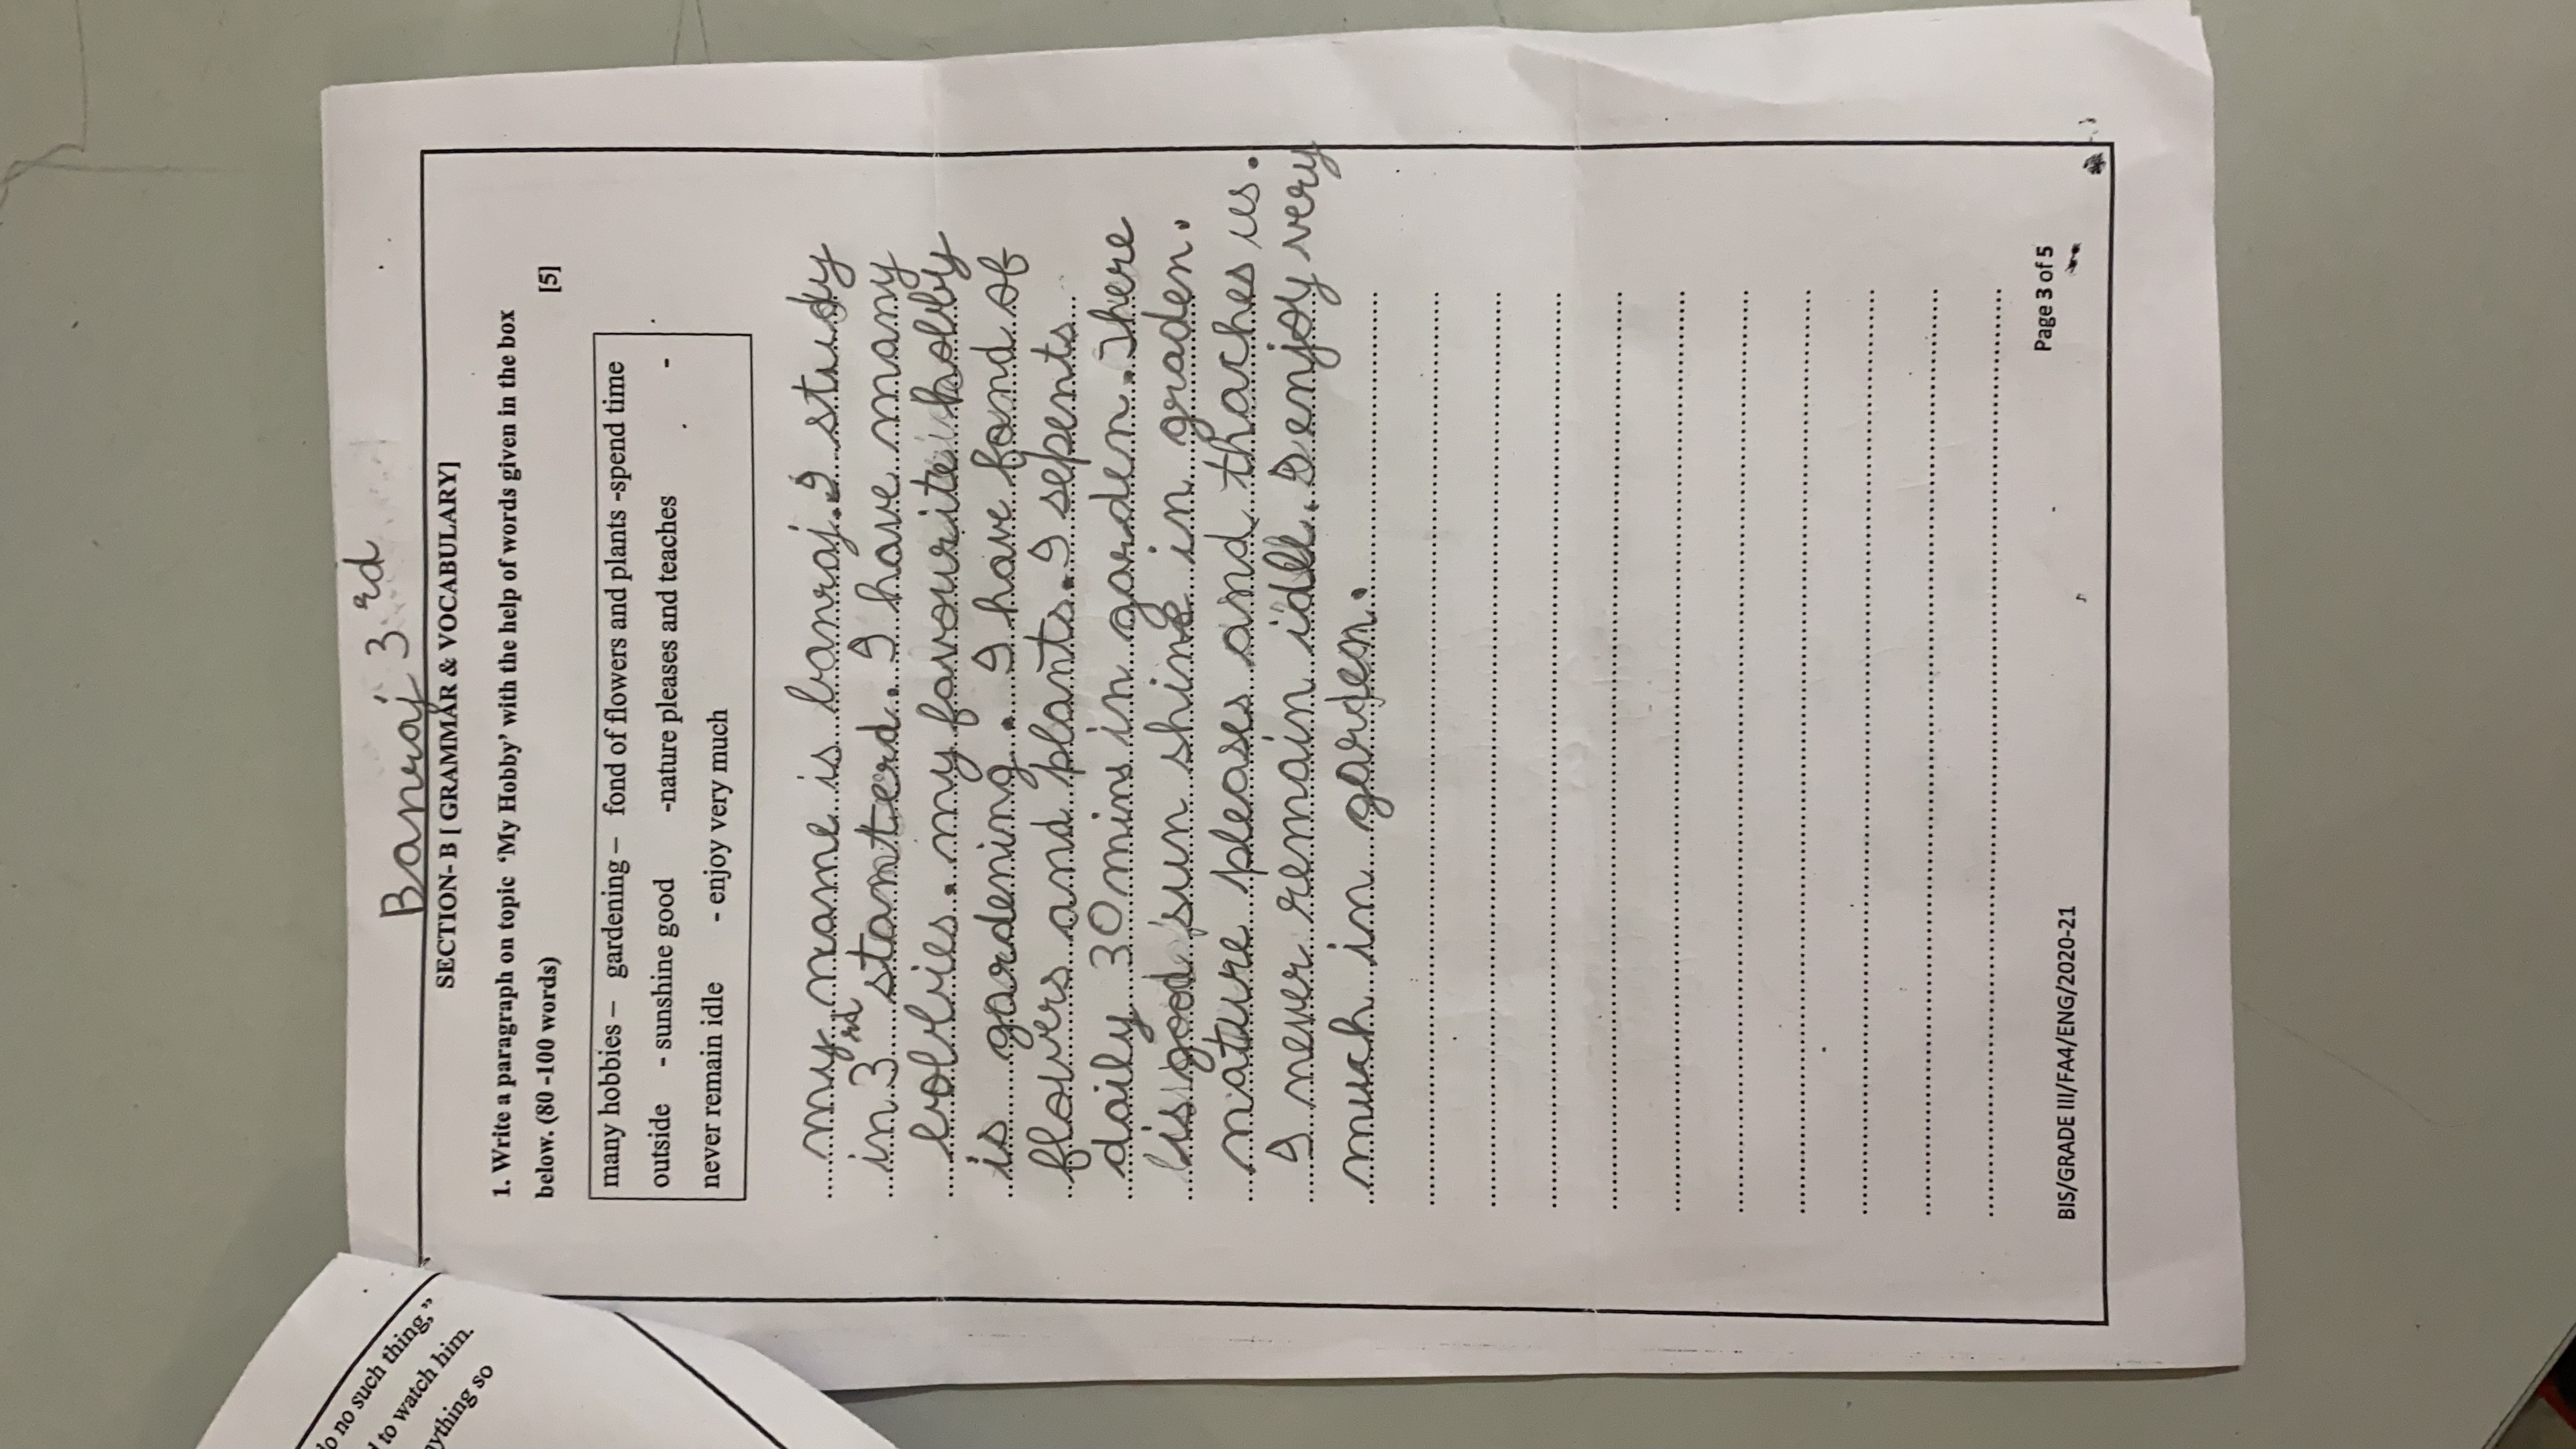 o no such thing,”
to watch him.
ything so
Banraj 3rd
SECTION- B [ GRAMMAR & VOCABULARY]
1. Write a paragraph on topic ‘My Hobby’ with the help of words given in the box
below. (80 -100 words) [5]
many hobbies – gardening – fond of flowers and plants -spend time
outside - sunshine good -nature pleases and teaches -
never remain idle - enjoy very much
my name is banraj. I study
in 3rd stamterd. I have many
bobbies. my favourite hobby
is gardening. I have fond of
flowers and plants. I sepents
daily 30 mins in garden. There
is good sun shine in graden.
nature pleases and thaches us.
I never remain idll. I enjoy very
much in garden.
Page 3 of 5
BIS/GRADE III/FA4/ENG/2020-21